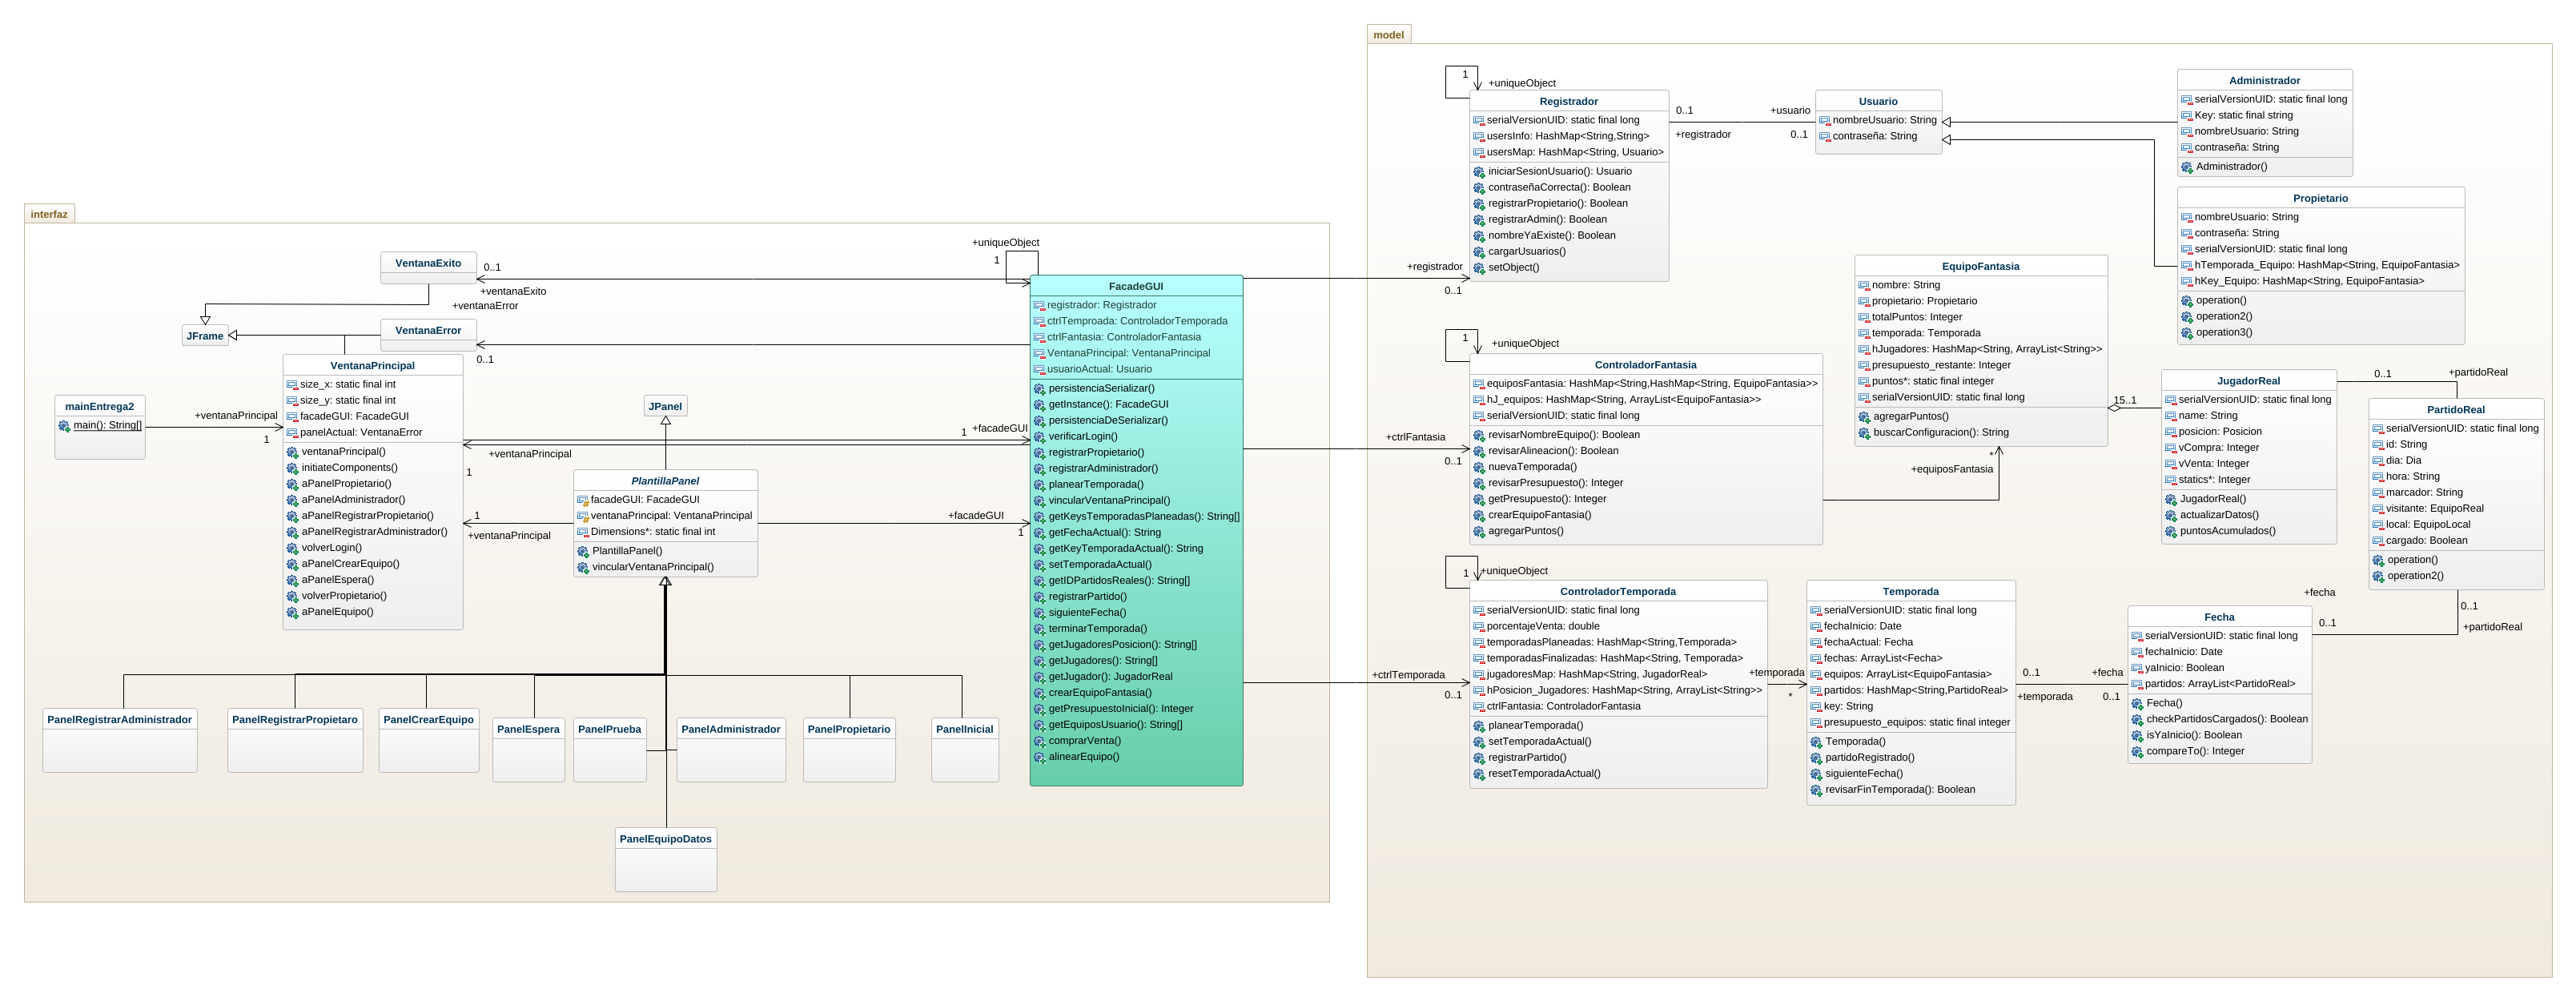 interfaz
VentanaExito
0..1
+ventanaExito
+ventanaError
JFrame
VentanaError
0..1
+uniqueObject
1
mainEntrega2
main(): String[]
+ventanaPrincipal
1
VentanaPrincipal
size_x: static final int
size_y: static final int
facadeGUI: FacadeGUI
panelActual: VentanaError
ventanaPrincipal()
initiateComponents()
aPanelPropietario()
aPanelAdministrador()
aPanelRegistrarPropietario()
aPanelRegistrarAdministrador()
volverLogin()
aPanelCrearEquipo()
aPanelEspera()
volverPropietario()
aPanelEquipo()
JPanel
1
+facadeGUI
+ventanaPrincipal
1
PlantillaPanel
facadeGUI: FacadeGUI
ventanaPrincipal: VentanaPrincipal
Dimensions*: static final int
PlantillaPanel()
vincularVentanaPrincipal()
1
+ventanaPrincipal
+facadeGUI
1
FacadeGUI
registrador: Registrador
ctrlTemproada: ControladorTemporada
ctrlFantasia: ControladorFantasia
VentanaPrincipal: VentanaPrincipal
usuarioActual: Usuario
persistenciaSerializar()
getInstance(): FacadeGUI
persistenciaDeSerializar()
verificarLogin()
registrarPropietario()
registrarAdministrador()
planearTemporada()
vincularVentanaPrincipal()
getKeysTemporadasPlaneadas(): String[]
getFechaActual(): String
getKeyTemporadaActual(): String
setTemporadaActual()
getIDPartidosReales(): String[]
registrarPartido()
siguienteFecha()
terminarTemporada()
getJugadoresPosicion(): String[]
getJugadores(): String[]
getJugador(): JugadorReal
crearEquipoFantasia()
getPresupuestoInicial(): Integer
getEquiposUsuario(): String[]
comprarVenta()
alinearEquipo()
PanelRegistrarAdministrador
PanelRegistrarPropietaro
PanelCrearEquipo
PanelEspera
PanelPrueba
PanelAdministrador
PanelPropietario
PanelInicial
PanelEquipoDatos
model
1
+uniqueObject
+registrador
0..1
Registrador
serialVersionUID: static final long
usersInfo: HashMap<String,String>
usersMap: HashMap<String, Usuario>
iniciarSesionUsuario(): Usuario
contraseñaCorrecta(): Boolean
registrarPropietario(): Boolean
registrarAdmin(): Boolean
nombreYaExiste(): Boolean
cargarUsuarios()
setObject()
0..1
+usuario
+registrador
0..1
Usuario
nombreUsuario: String
contraseña: String
Administrador
serialVersionUID: static final long
Key: static final string
nombreUsuario: String
contraseña: String
Administrador()
Propietario
nombreUsuario: String
contraseña: String
serialVersionUID: static final long
hTemporada_Equipo: HashMap<String, EquipoFantasia>
hKey_Equipo: HashMap<String, EquipoFantasia>
operation()
operation2()
operation3()
1
+uniqueObject
+ctrlFantasia
0..1
ControladorFantasia
equiposFantasia: HashMap<String,HashMap<String, EquipoFantasia>>
hJ_equipos: HashMap<String, ArrayList<EquipoFantasia>>
serialVersionUID: static final long
revisarNombreEquipo(): Boolean
revisarAlineacion(): Boolean
nuevaTemporada()
revisarPresupuesto(): Integer
getPresupuesto(): Integer
crearEquipoFantasia()
agregarPuntos()
EquipoFantasia
nombre: String
propietario: Propietario
totalPuntos: Integer
temporada: Temporada
hJugadores: HashMap<String, ArrayList<String>>
presupuesto_restante: Integer
puntos*: static final integer
serialVersionUID: static final long
agregarPuntos()
buscarConfiguracion(): String
*
+equiposFantasia
15..1
JugadorReal
serialVersionUID: static final long
name: String
posicion: Posicion
vCompra: Integer
vVenta: Integer
statics*: Integer
JugadorReal()
actualizarDatos()
puntosAcumulados()
0..1
+partidoReal
PartidoReal
serialVersionUID: static final long
id: String
dia: Dia
hora: String
marcador: String
visitante: EquipoReal
local: EquipoLocal
cargado: Boolean
operation()
operation2()
0..1
+partidoReal
+fecha
0..1
1
+uniqueObject
+ctrlTemporada
0..1
ControladorTemporada
serialVersionUID: static final long
porcentajeVenta: double
temporadasPlaneadas: HashMap<String,Temporada>
temporadasFinalizadas: HashMap<String, Temporada>
jugadoresMap: HashMap<String, JugadorReal>
hPosicion_Jugadores: HashMap<String, ArrayList<String>>
ctrlFantasia: ControladorFantasia
planearTemporada()
setTemporadaActual()
registrarPartido()
resetTemporadaActual()
+temporada
*
Temporada
serialVersionUID: static final long
fechaInicio: Date
fechaActual: Fecha
fechas: ArrayList<Fecha>
equipos: ArrayList<EquipoFantasia>
partidos: HashMap<String,PartidoReal>
key: String
presupuesto_equipos: static final integer
Temporada()
partidoRegistrado()
siguienteFecha()
revisarFinTemporada(): Boolean
0..1
+fecha
+temporada
0..1
Fecha
serialVersionUID: static final long
fechaInicio: Date
yaInicio: Boolean
partidos: ArrayList<PartidoReal>
Fecha()
checkPartidosCargados(): Boolean
isYaInicio(): Boolean
compareTo(): Integer